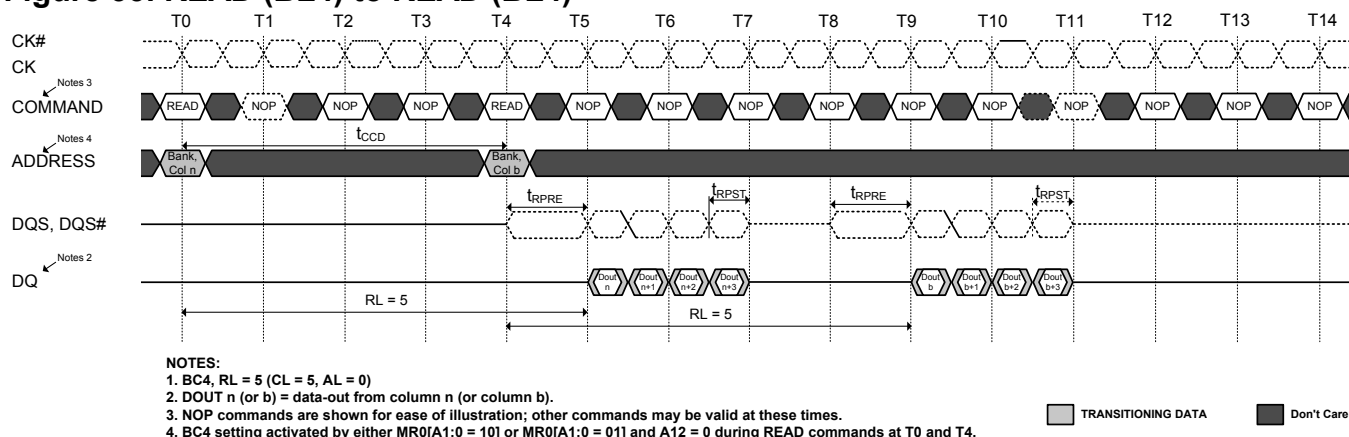 T0 T1 T2 T3 T4 T5 T6 T7 T8 T9 T10 T11 T12 T13 T14
CK#
CK
Notes 3
COMMAND READ NOP NOP NOP READ NOP NOP NOP NOP NOP NOP NOP NOP NOP NOP
tCCD
Notes 4
ADDRESS Bank, Col n Bank, Col b
tRPRE tRPST tRPRE tRPST
DQS, DQS#
Notes 2
DQ Dout n Dout n+1 Dout n+2 Dout n+3 Dout b Dout b+1 Dout b+2 Dout b+3
RL = 5
RL = 5
NOTES:
1. BC4, RL = 5 (CL = 5, AL = 0)
2. DOUT n (or b) = data-out from column n (or column b).
3. NOP commands are shown for ease of illustration; other commands may be valid at these times.
4. BC4 setting activated by either MR0[A1:0 = 10] or MR0[A1:0 = 01] and A12 = 0 during READ commands at T0 and T4.
TRANSITIONING DATA Don't Care